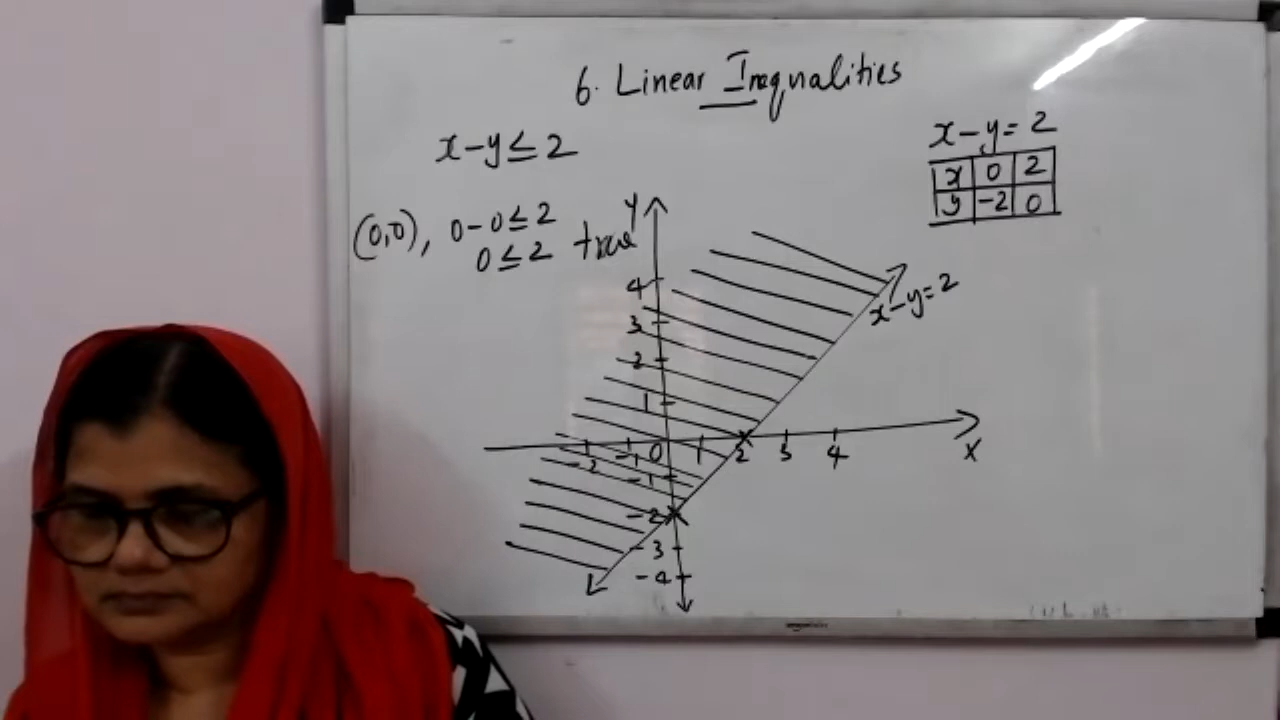 6. Linear Inequalities
x-y≤2
x-y=2
x 0 2
y -2 0
(0,0), 0-0≤2
0≤2 true
Y
4
3
2
1
x-y=2
-2 -1 0 1 2 3 4
X
-1
-2
-3
-4